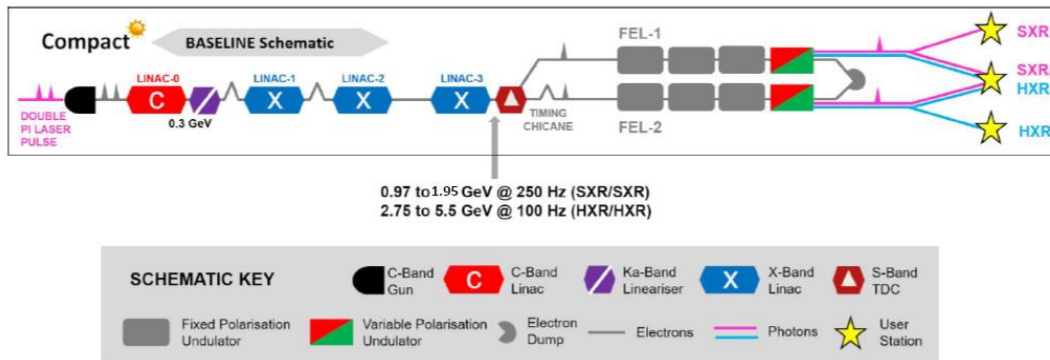 Compact
BASELINE Schematic
FEL-1
SXR
LINAC-0
LINAC-1
LINAC-2
LINAC-3
C
X
X
X
SXR/
HXR
DOUBLE
PI LASER
PULSE
0.3 GeV
TIMING
CHICANE
FEL-2
HXR
0.97 to 1.95 GeV @ 250 Hz (SXR/SXR)
2.75 to 5.5 GeV @ 100 Hz (HXR/HXR)
SCHEMATIC KEY
C-Band
Gun
C
C-Band
Linac
Ka-Band
Lineariser
X
X-Band
Linac
S-Band
TDC
Fixed Polarisation
Undulator
Variable Polarisation
Undulator
Electron
Dump
Electrons
Photons
User
Station